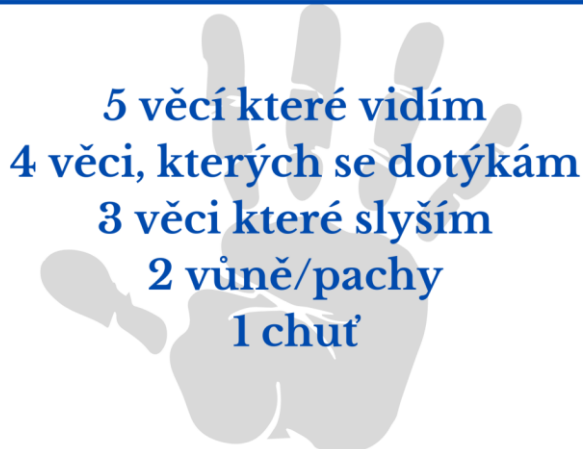 5 věcí které vidím
4 věci, kterých se dotýkám
3 věci které slyším
2 vůně/pachy
1 chuť